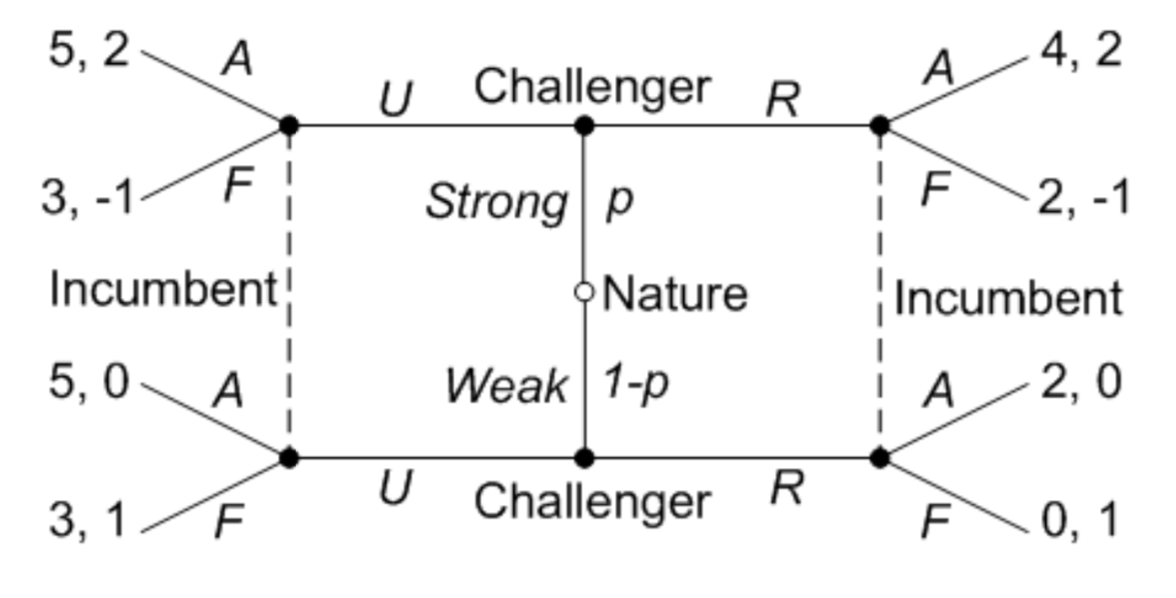 5, 2
A
U
Challenger
R
A
4, 2
3, -1
F
Strong
p
F
2, -1
Incumbent
Nature
Incumbent
5, 0
A
Weak
1-p
A
2, 0
3, 1
F
U
Challenger
R
F
0, 1